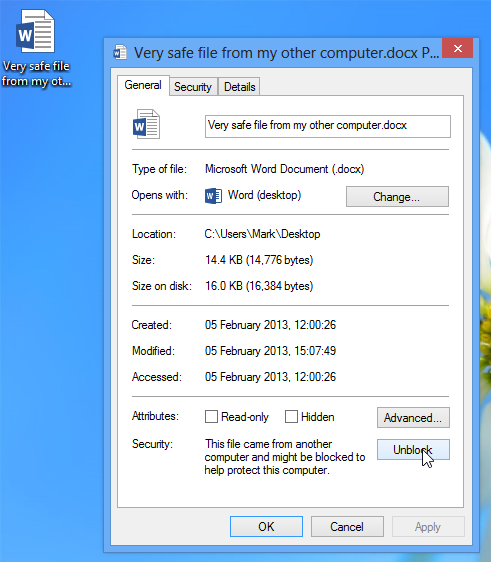 Very safe file
from my ot...
Very safe file from my other computer.docx P...
General
Security
Details
Very safe file from my other computer.docx
Type of file: Microsoft Word Document (.docx)
Opens with: Word (desktop) Change...
Location: C:\Users\Mark\Desktop
Size: 14.4 KB (14,776 bytes)
Size on disk: 16.0 KB (16,384 bytes)
Created: 05 February 2013, 12:00:26
Modified: 05 February 2013, 15:07:49
Accessed: 05 February 2013, 12:00:26
Attributes: Read-only Hidden Advanced...
Security: This file came from another
computer and might be blocked to
help protect this computer.
Unblock
OK Cancel Apply